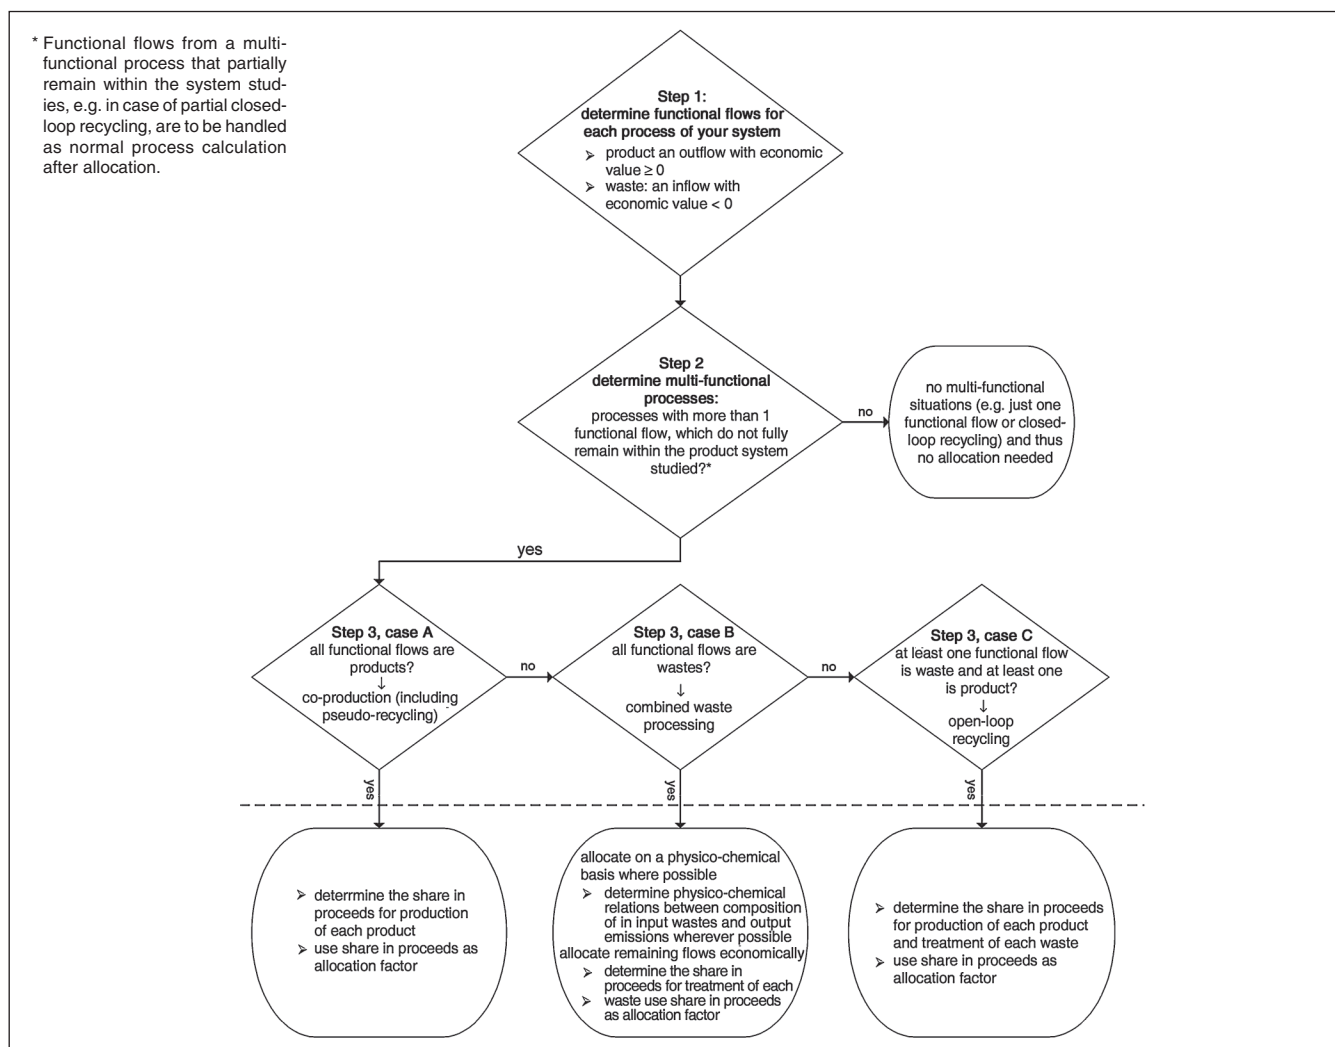 * Functional flows from a multi-
functional process that partially
remain within the system stud-
ies, e.g. in case of partial closed-
loop recycling, are to be handled
as normal process calculation
after allocation.
Step 1:
determine functional flows for
each process of your system
➢ product an outflow with economic
value ≥ 0
➢ waste: an inflow with
economic value < 0
Step 2
determine multi-functional
processes:
processes with more than 1
functional flow, which do not fully
remain within the product system
studied?*
no
no multi-functional
situations (e.g. just one
functional flow or closed-
loop recycling) and thus
no allocation needed
yes
Step 3, case A
all functional flows are
products?
↓
co-production (including
pseudo-recycling)
no
Step 3, case B
all functional flows are
wastes?
↓
combined waste
processing
no
Step 3, case C
at least one functional flow
is waste and at least one
is product?
↓
open-loop
recycling
yes
yes
yes
➢ determine the share in
proceeds for production
of each product
➢ use share in proceeds as
allocation factor
allocate on a physico-chemical
basis where possible
➢ determine physico-chemical
relations between composition
of in input wastes and output
emissions wherever possible
allocate remaining flows economically
➢ determine the share in
proceeds for treatment of each
➢ waste use share in proceeds
as allocation factor
➢ determine the share in proceeds
for production of each product
and treatment of each waste
➢ use share in proceeds as
allocation factor